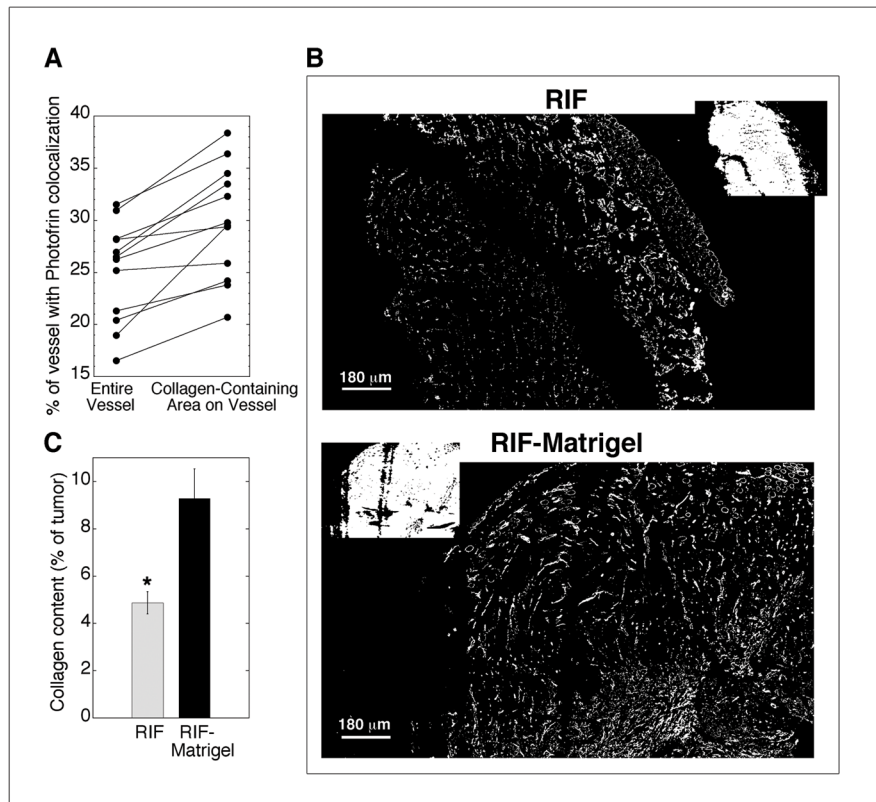 A
% of vessel with Photofrin colocalization
40
35
30
25
20
15
Entire
Vessel
Collagen-Containing
Area on Vessel
B
RIF
180 μm
RIF-Matrigel
180 μm
C
Collagen content (% of tumor)
10
8
6
4
2
0
*
RIF
RIF-
Matrigel